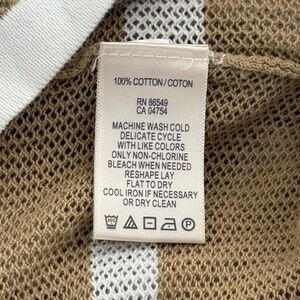 100% COTTON / COTON
RN 86549
CA 04754
MACHINE WASH COLD
DELICATE CYCLE
WITH LIKE COLORS
ONLY NON-CHLORINE
BLEACH WHEN NEEDED
RESHAPE LAY
FLAT TO DRY
COOL IRON IF NECESSARY
OR DRY CLEAN
P